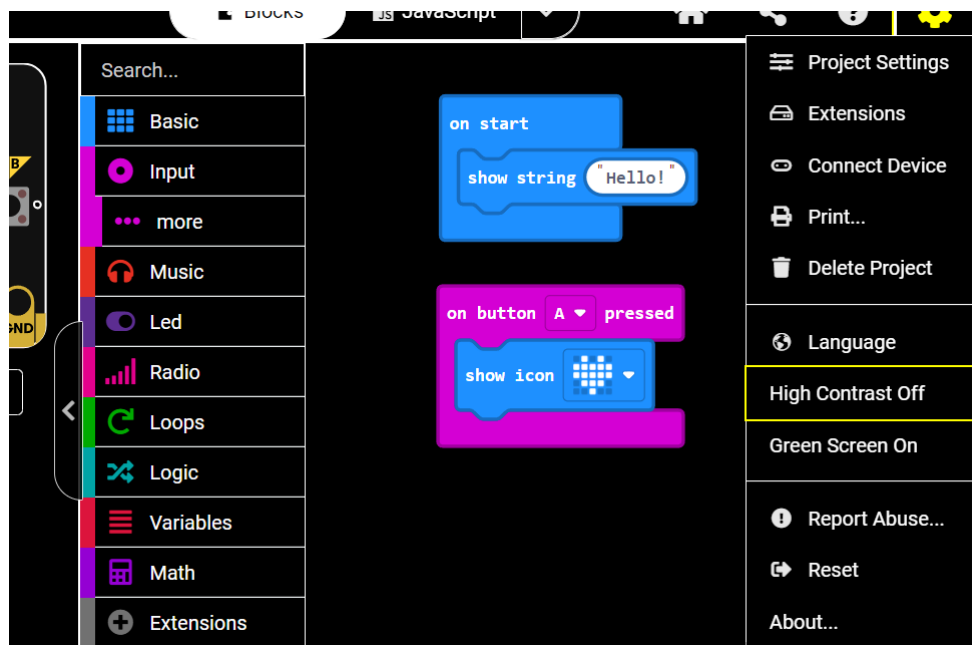 Blocks
JS JavaScript
Search...
Basic
Input
more
Music
Led
Radio
Loops
Logic
Variables
Math
Extensions
B
GND
on start
show string "Hello!"
on button A pressed
show icon
Project Settings
Extensions
Connect Device
Print...
Delete Project
Language
High Contrast Off
Green Screen On
Report Abuse...
Reset
About...